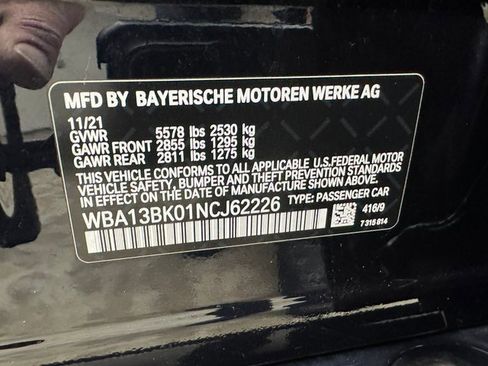 MFD BY BAYERISCHE MOTOREN WERKE AG
11/21
GVWR 5578 lbs 2530 kg
GAWR FRONT 2855 lbs 1295 kg
GAWR REAR 2811 lbs 1275 kg
THIS VEHICLE CONFORMS TO ALL APPLICABLE U.S.FEDERAL MOTOR
VEHICLE SAFETY, BUMPER AND THEFT PREVENTION STANDARDS
IN EFFECT ON THE DATE OF MANUFACTURE SHOWN ABOVE.
WBA13BK01NCJ62226 TYPE: PASSENGER CAR
416/9
7 315 814